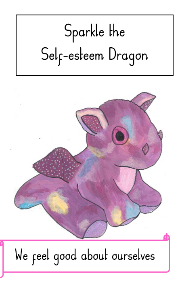 Sparkle the
Self-esteem Dragon
We feel good about ourselves